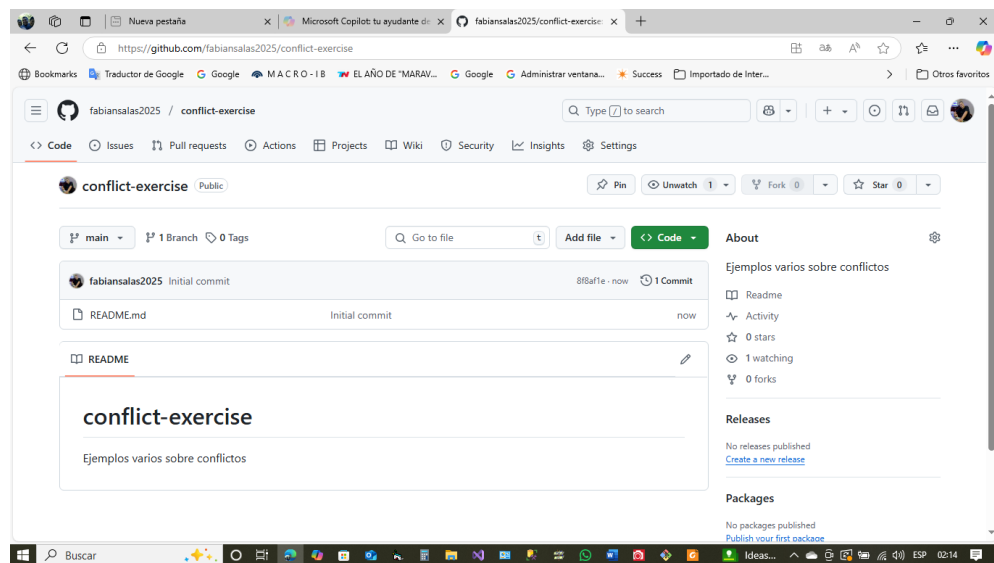 Nueva pestaña
Microsoft Copilot: tu ayudante de
fabiansalas2025/conflict-exercise:
https://github.com/fabiansalas2025/conflict-exercise
Bookmarks Traductor de Google Google M A C R O - I B EL AÑO DE "MARAV... Google Administrar ventana... Success Importado de Inter... Otros favoritos
fabiansalas2025 / conflict-exercise
Type / to search
Code Issues Pull requests Actions Projects Wiki Security Insights Settings
conflict-exercise Public
Pin Unwatch 1 Fork 0 Star 0
main 1 Branch 0 Tags
Go to file t
Add file Code
About
Ejemplos varios sobre conflictos
fabiansalas2025 Initial commit 8f8af1e · now 1 Commit
README.md Initial commit now
Readme
Activity
0 stars
1 watching
0 forks
README
conflict-exercise
Ejemplos varios sobre conflictos
Releases
No releases published
Create a new release
Packages
No packages published
Publish your first package
Buscar
Ideas... ESP 02:14